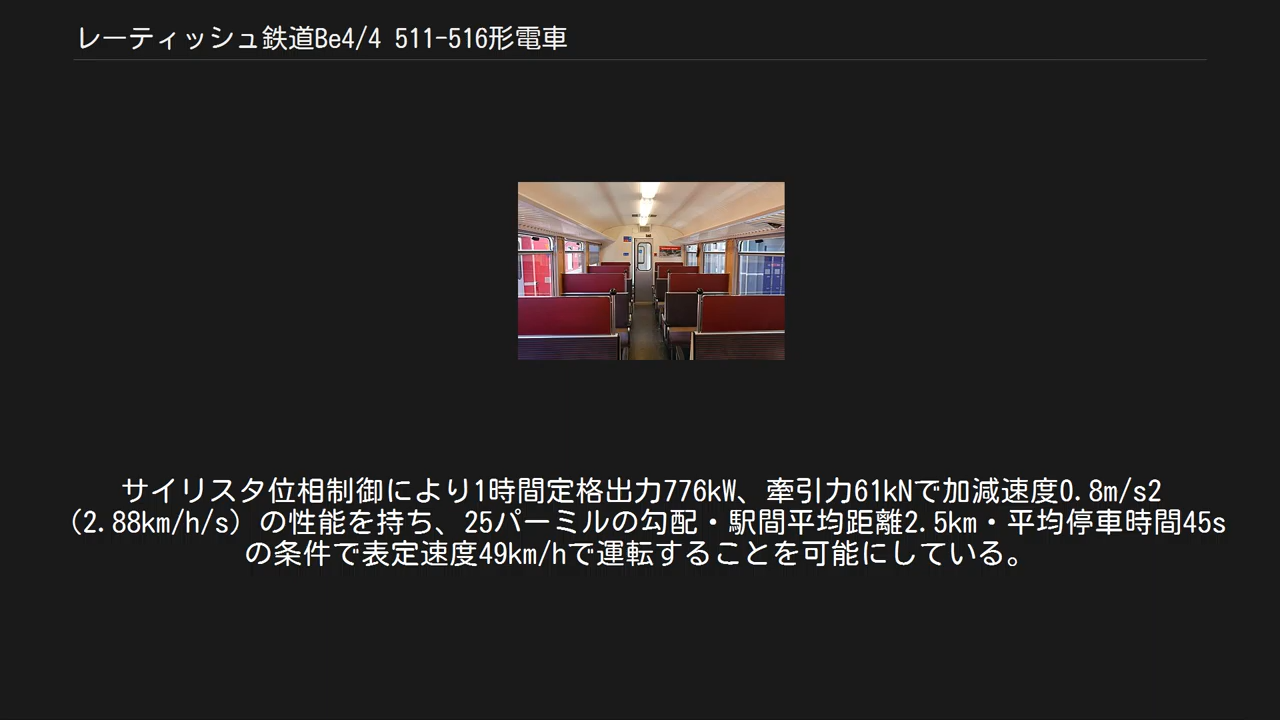 レーティッシュ鉄道Be4/4 511-516形電車
サイリスタ位相制御により1時間定格出力776kW、牽引力61kNで加減速度0.8m/s2
(2.88km/h/s) の性能を持ち、25パーミルの勾配・駅間平均距離2.5km・平均停車時間45s
の条件で表定速度49km/hで運転することを可能にしている。